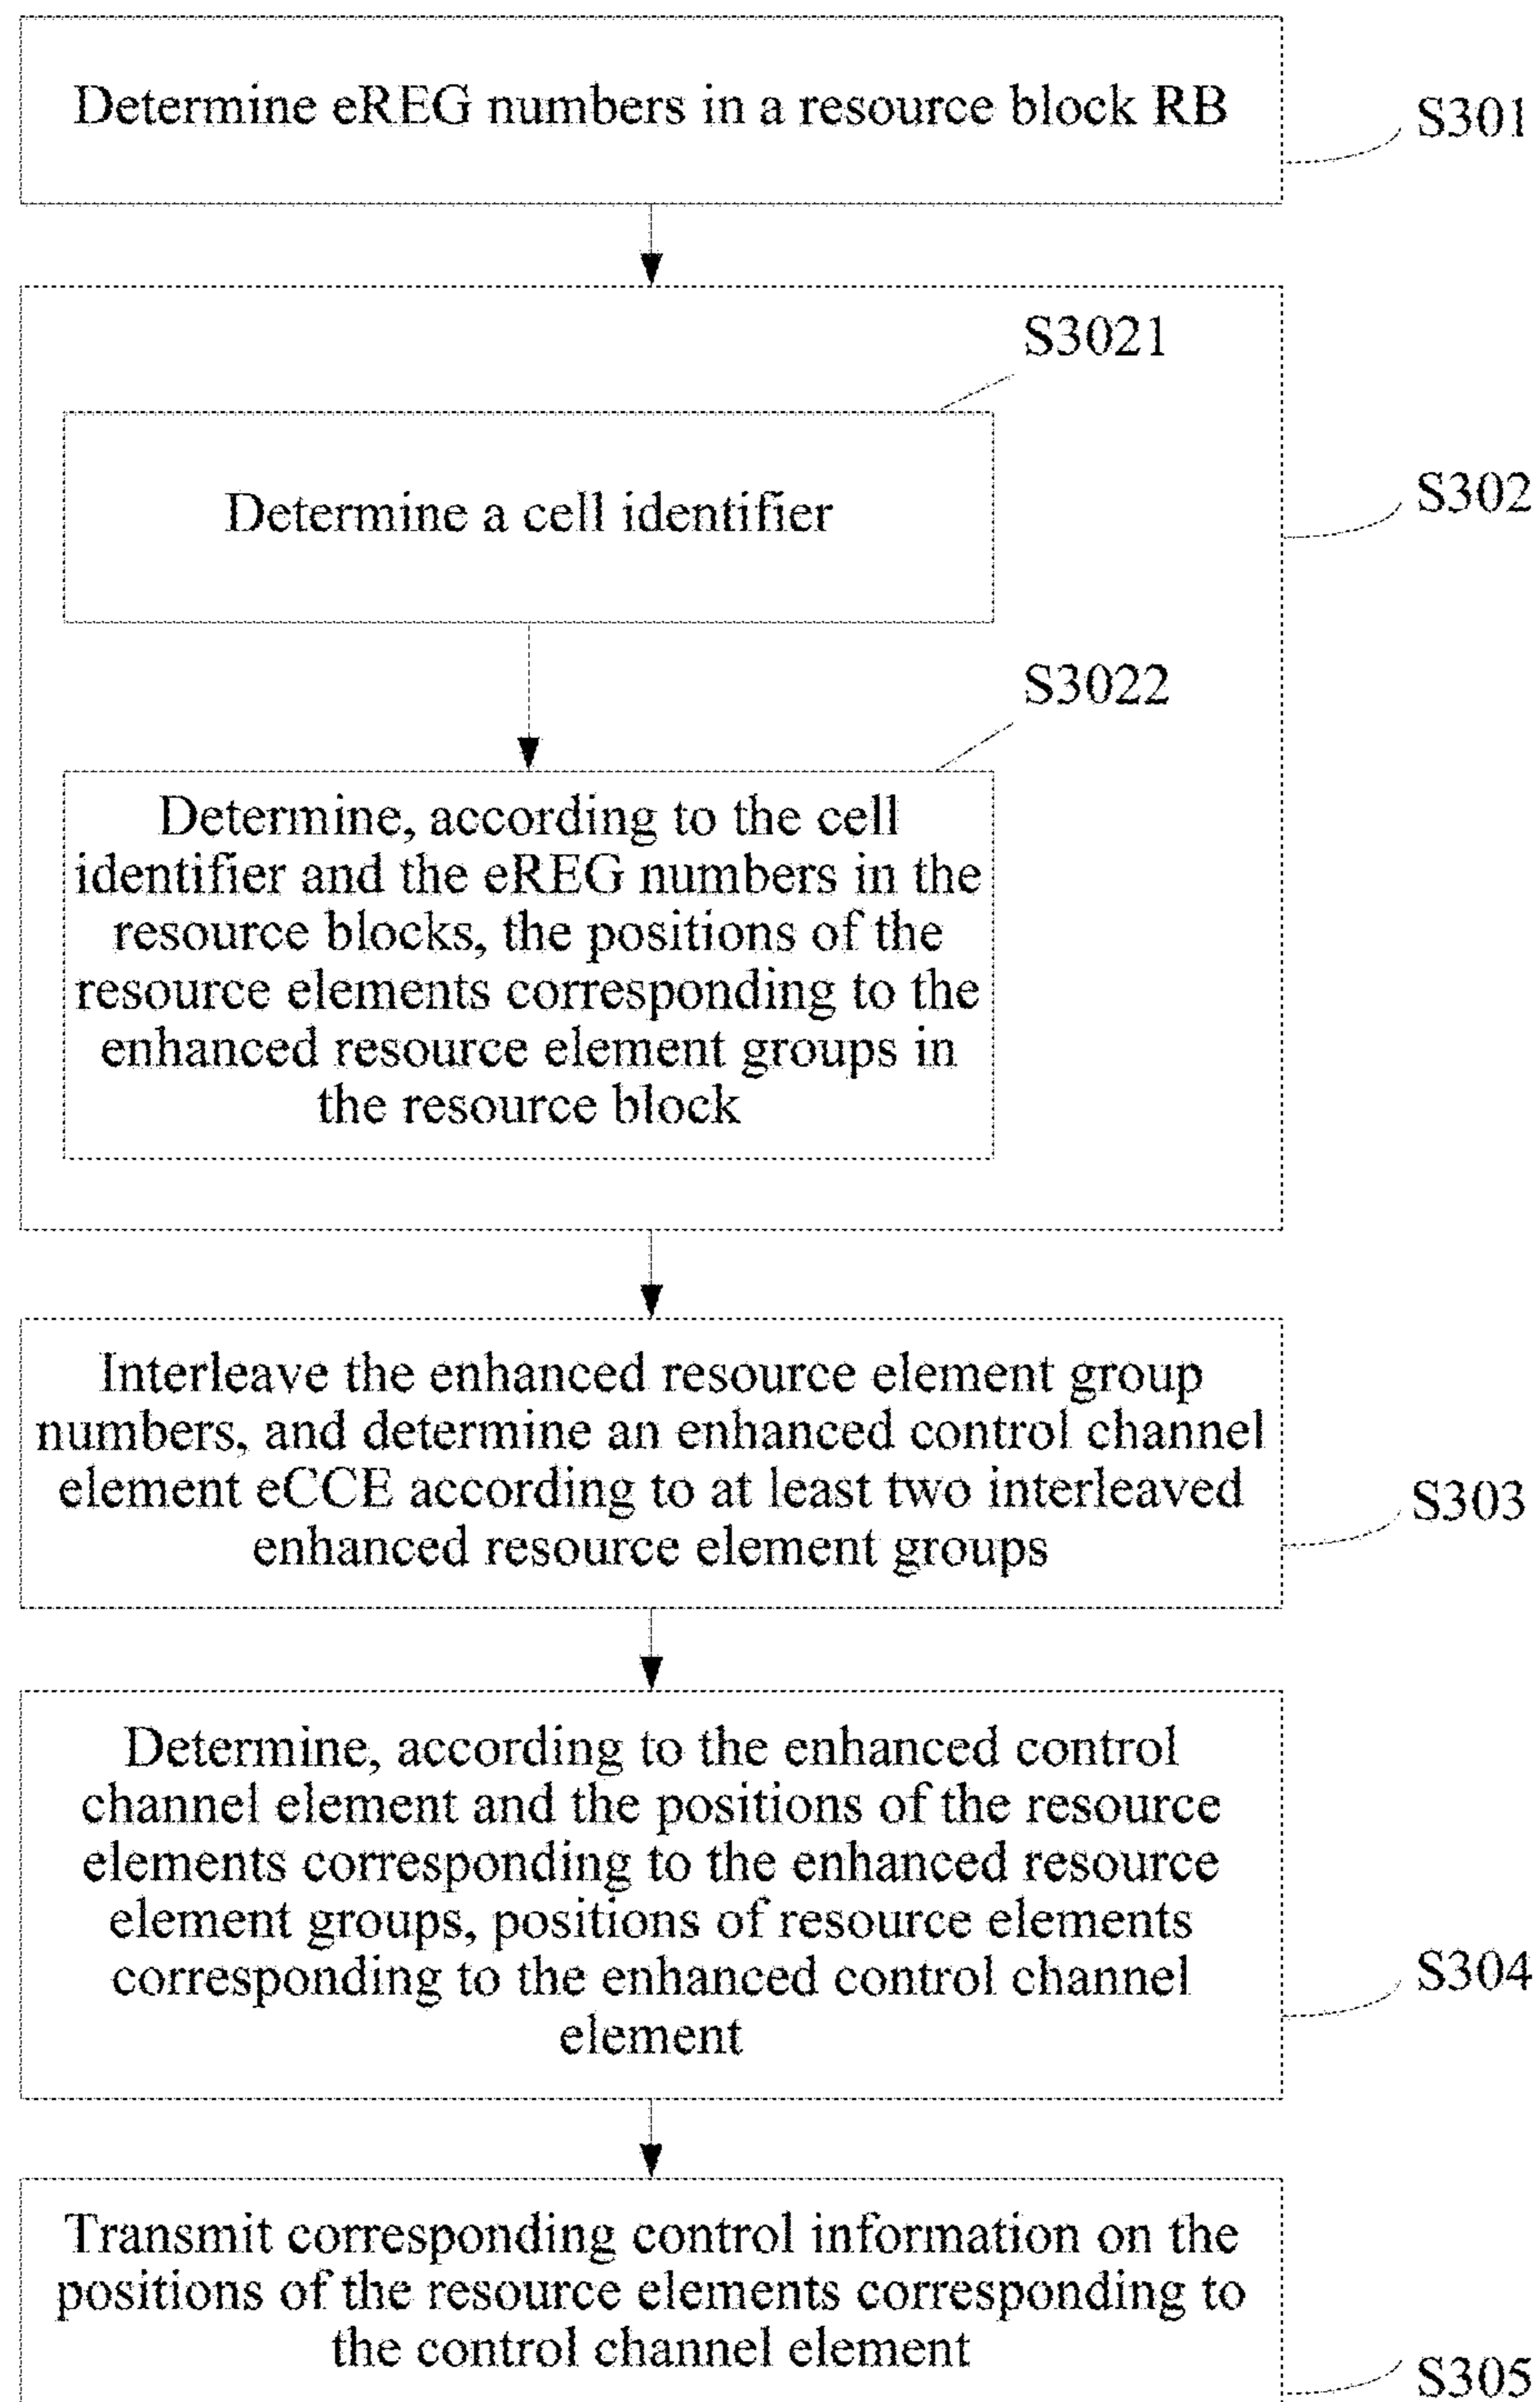 Determine eREG numbers in a resource block RB
S301
S3021
Determine a cell identifier
S302
S3022
Determine, according to the cell
identifier and the eREG numbers in the
resource blocks, the positions of the
resource elements corresponding to the
enhanced resource element groups in
the resource block
Interleave the enhanced resource element group
numbers, and determine an enhanced control channel
element eCCE according to at least two interleaved
enhanced resource element groups
S303
Determine, according to the enhanced control
channel element and the positions of the resource
elements corresponding to the enhanced resource
element groups, positions of resource elements
corresponding to the enhanced control channel
element
S304
Transmit corresponding control information on the
positions of the resource elements corresponding to
the control channel element
S305